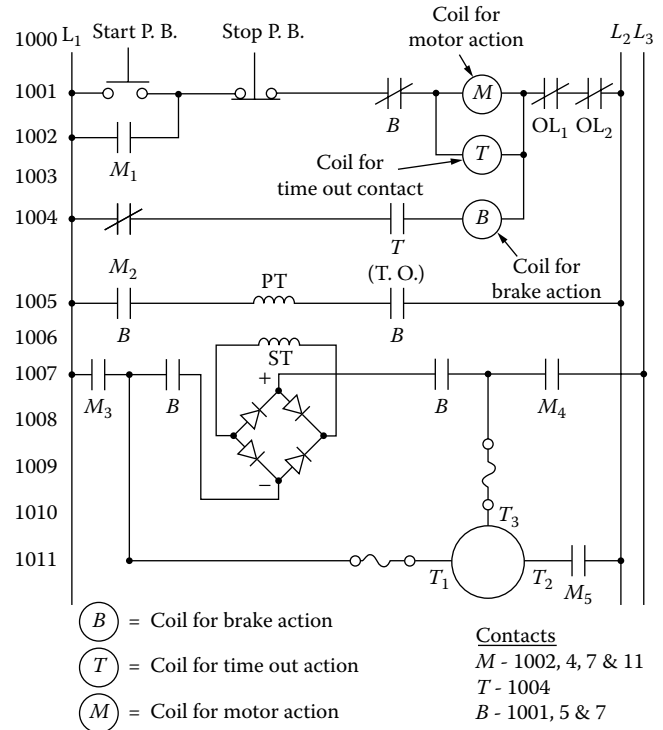 Start P. B.
Stop P. B.
Coil for
motor action
1000 L₁
L₂ L₃
1001
M
B
OL₁ OL₂
1002
M₁
T
Coil for
time out contact
1003
1004
B
M₂
T
(T. O.)
Coil for
brake action
PT
1005
B
B
1006
ST
1007
+
M₃
B
B
M₄
1008
1009
−
1010
T₃
1011
T₁
T₂
M₅
B = Coil for brake action
T = Coil for time out action
M = Coil for motor action
Contacts
M - 1002, 4, 7 & 11
T - 1004
B - 1001, 5 & 7